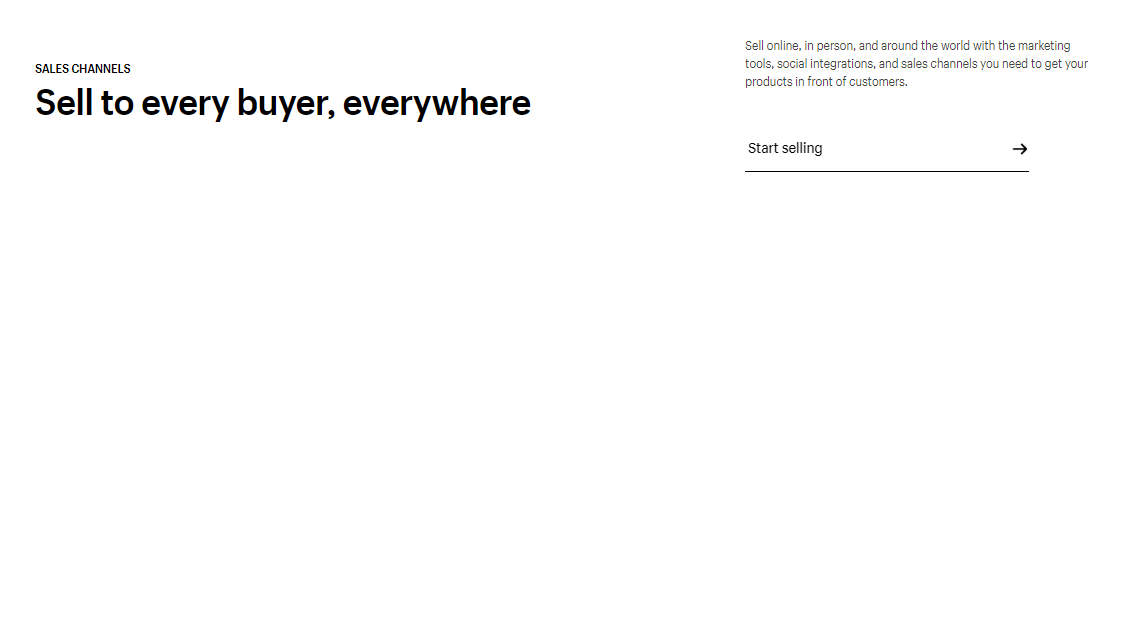 SALES CHANNELS
Sell to every buyer, everywhere
Sell online, in person, and around the world with the marketing
tools, social integrations, and sales channels you need to get your
products in front of customers.
Start selling